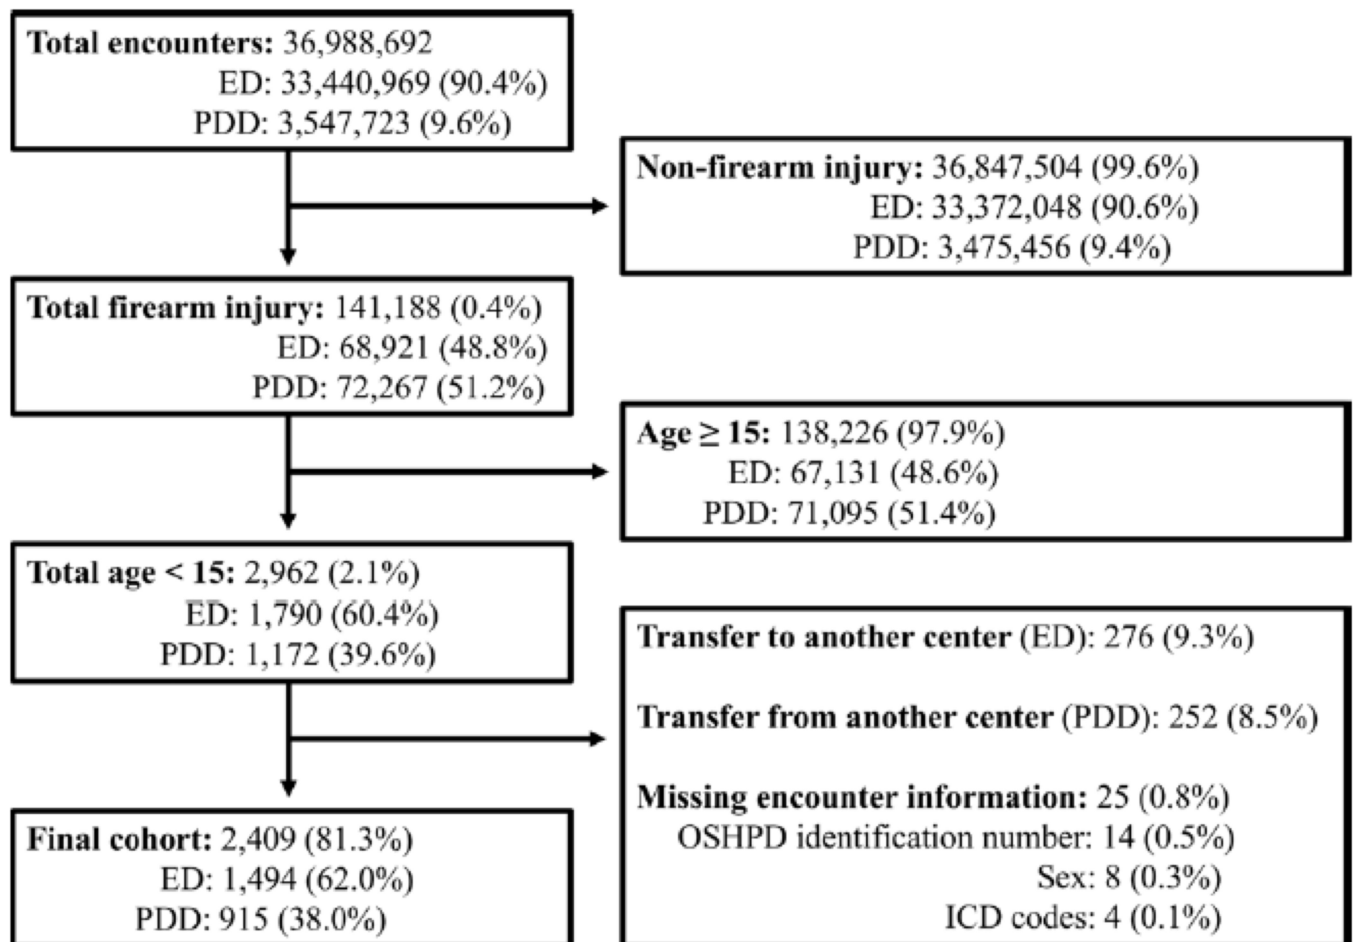 Total encounters: 36,988,692
ED: 33,440,969 (90.4%)
PDD: 3,547,723 (9.6%)
Non-firearm injury: 36,847,504 (99.6%)
ED: 33,372,048 (90.6%)
PDD: 3,475,456 (9.4%)
Total firearm injury: 141,188 (0.4%)
ED: 68,921 (48.8%)
PDD: 72,267 (51.2%)
Age ≥ 15: 138,226 (97.9%)
ED: 67,131 (48.6%)
PDD: 71,095 (51.4%)
Total age < 15: 2,962 (2.1%)
ED: 1,790 (60.4%)
PDD: 1,172 (39.6%)
Transfer to another center (ED): 276 (9.3%)
Transfer from another center (PDD): 252 (8.5%)
Missing encounter information: 25 (0.8%)
OSHPD identification number: 14 (0.5%)
Sex: 8 (0.3%)
ICD codes: 4 (0.1%)
Final cohort: 2,409 (81.3%)
ED: 1,494 (62.0%)
PDD: 915 (38.0%)